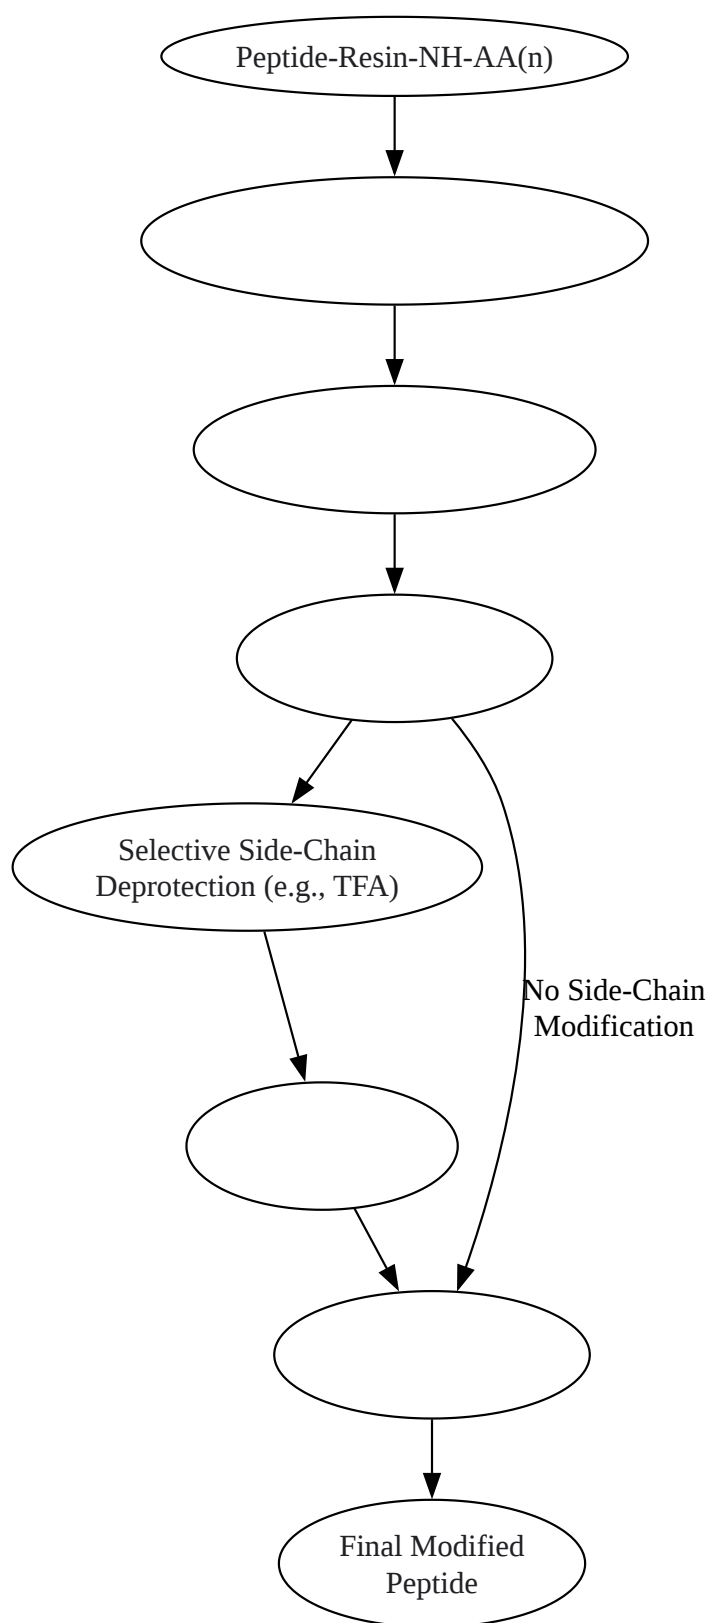 Peptide-Resin-NH-AA(n)
Selective Side-Chain
Deprotection (e.g., TFA)
No Side-Chain
Modification
Final Modified
Peptide